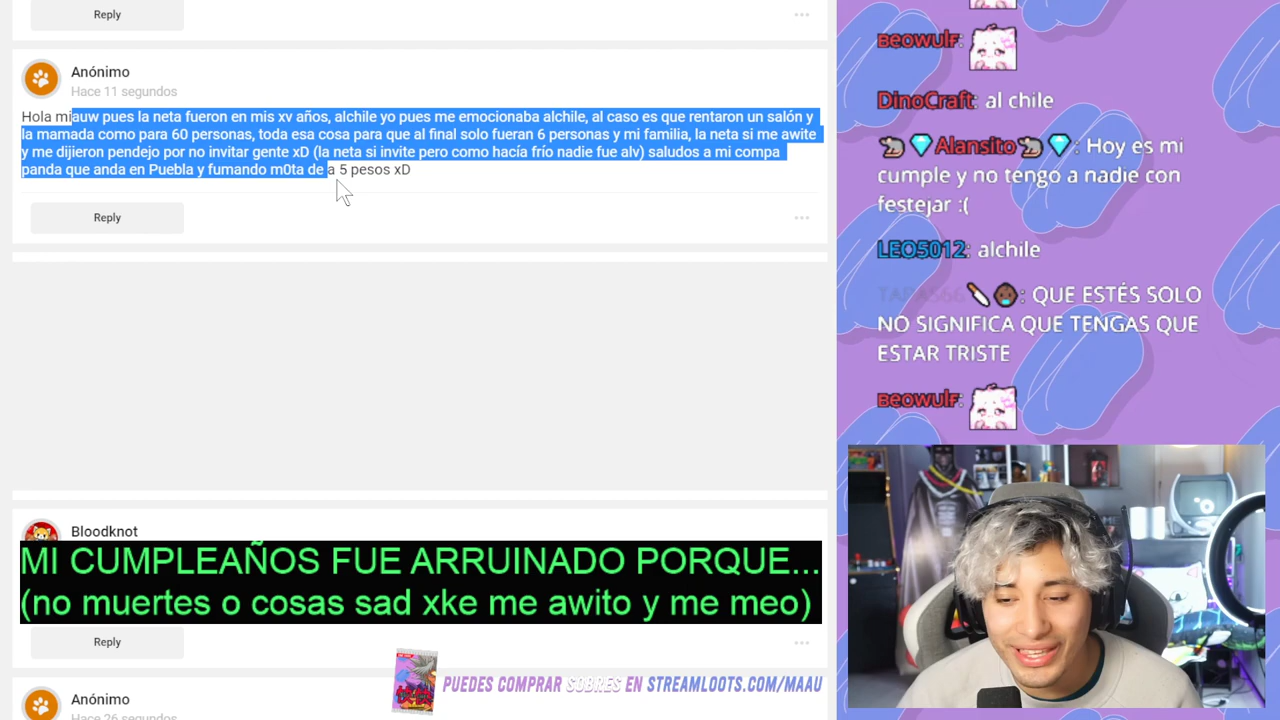 Reply
Anónimo
Hace 11 segundos
Hola miauw pues la neta fueron en mis xv años, alchile yo pues me emocionaba alchile, al caso es que rentaron un salón y
la mamada como para 60 personas, toda esa cosa para que al final solo fueran 6 personas y mi familia, la neta si me awite
y me dijieron pendejo por no invitar gente xD (la neta si invite pero como hacía frío nadie fue alv) saludos a mi compa
panda que anda en Puebla y fumando m0ta de a 5 pesos xD
Reply
Bloodknot
MI CUMPLEAÑOS FUE ARRUINADO PORQUE...
(no muertes o cosas sad xke me awito y me meo)
Reply
Anónimo
Hace 26 segundos
PUEDES COMPRAR SOBRES EN STREAMLOOTS.COM/MAAU
Beowulf:
DinoCraft: al chile
Alansito: Hoy es mi
cumple y no tengo a nadie con
festejar :(
LEO5012: alchile
: QUE ESTÉS SOLO
NO SIGNIFICA QUE TENGAS QUE
ESTAR TRISTE
Beowulf: